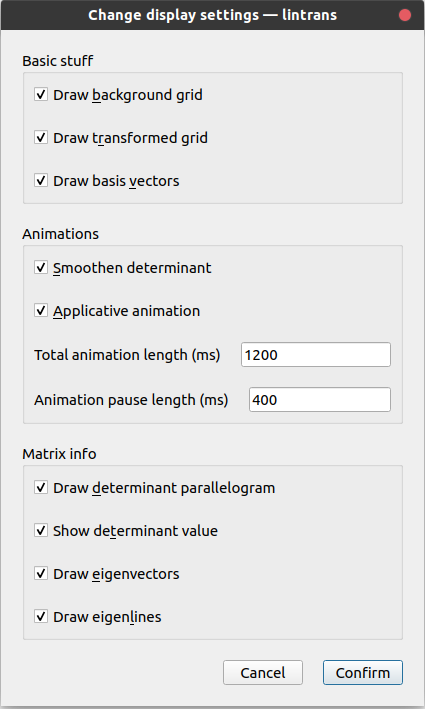 Change display settings — lintrans
Basic stuff
Draw background grid
Draw transformed grid
Draw basis vectors
Animations
Smoothen determinant
Applicative animation
Total animation length (ms) 1200
Animation pause length (ms) 400
Matrix info
Draw determinant parallelogram
Show determinant value
Draw eigenvectors
Draw eigenlines
Cancel Confirm